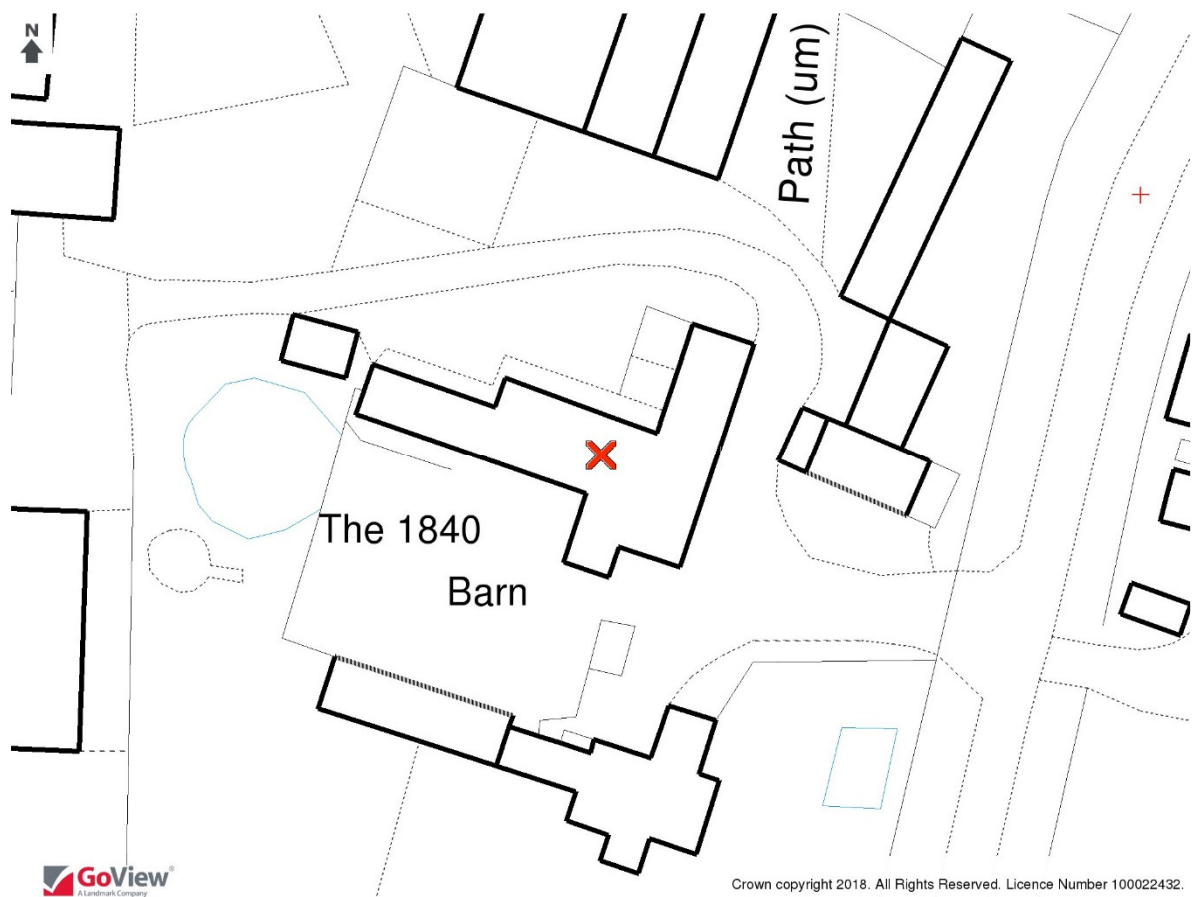 N
Path (um)
The 1840
Barn
GoView®
A Landmark Company
Crown copyright 2018. All Rights Reserved. Licence Number 100022432.